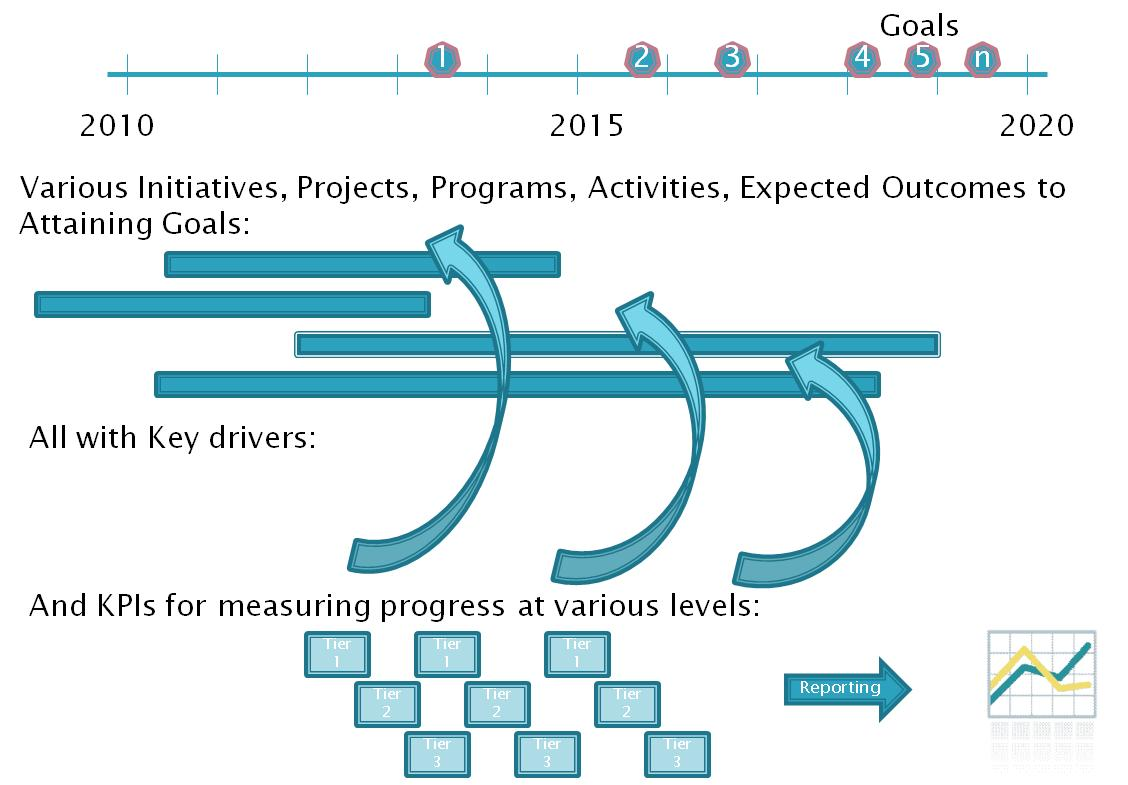 Goals
1 2 3 4 5 n
2010 2015 2020
Various Initiatives, Projects, Programs, Activities, Expected Outcomes to
Attaining Goals:
All with Key drivers:
And KPIs for measuring progress at various levels:
Tier Tier Tier
1 1 1
Reporting
Tier Tier Tier
2 2 2
Tier Tier Tier
3 3 3